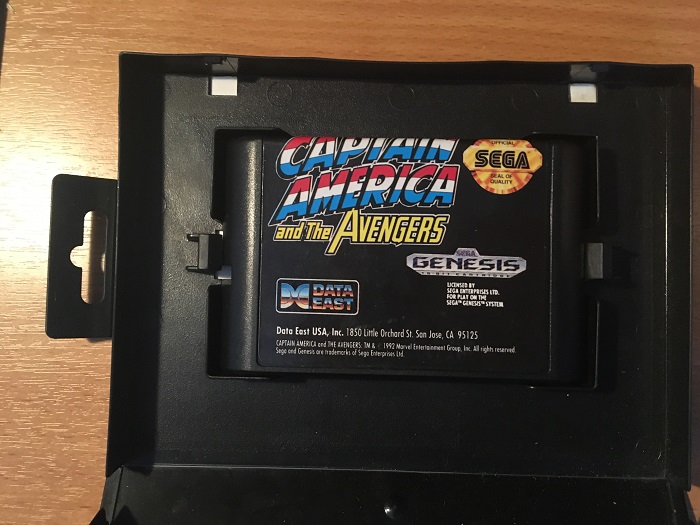 CAPTAIN
AMERICA
and The AVENGERS
OFFICIAL
SEGA
SEAL OF
QUALITY
SEGA
GENESIS
16-BIT CARTRIDGE
DATA
EAST
LICENSED BY
SEGA ENTERPRISES LTD.
FOR PLAY ON THE
SEGA™ GENESIS™ SYSTEM
Data East USA, Inc. 1850 Little Orchard St. San Jose, CA 95125
CAPTAIN AMERICA and THE AVENGERS: TM & © 1992 Marvel Entertainment Group, Inc. All rights reserved.
Sega and Genesis are trademarks of Sega Enterprises Ltd.